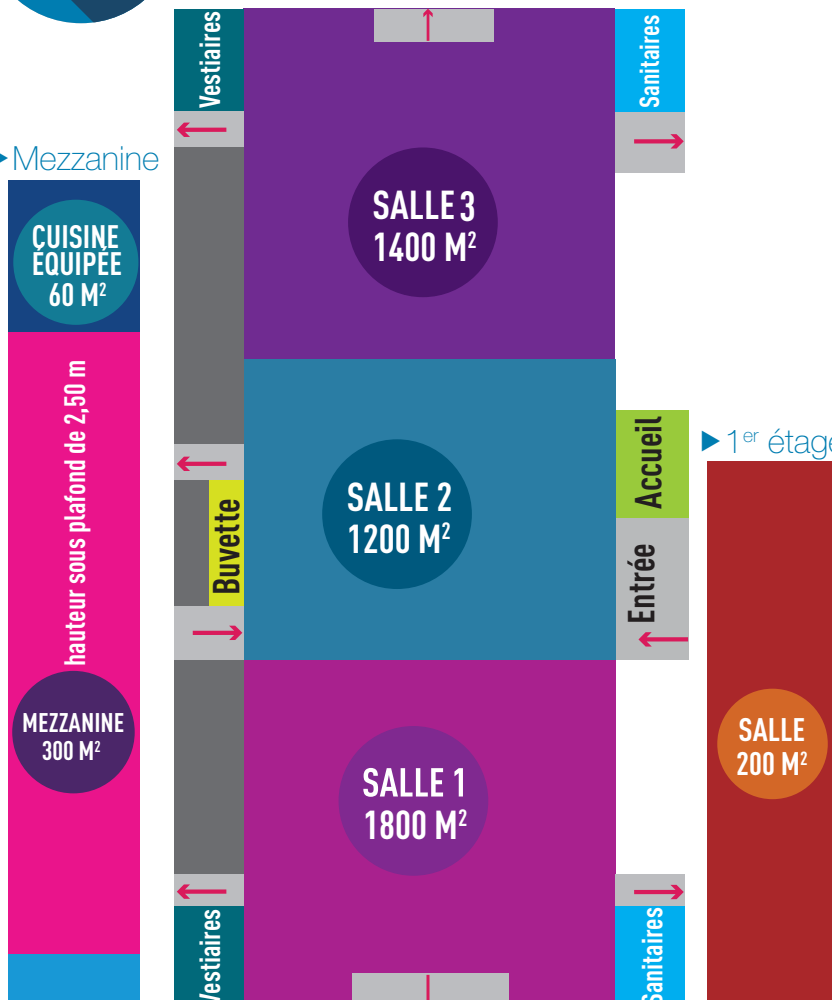 Vestiaires
Sanitaires
Mezzanine
CUISINE
ÉQUIPÉE
60 M²
hauteur sous plafond de 2,50 m
MEZZANINE
300 M²
SALLE 3
1400 M²
SALLE 2
1200 M²
Buvette
Accueil
Entrée
SALLE 1
1800 M²
1er étage
SALLE
200 M²
Vestiaires
Sanitaires